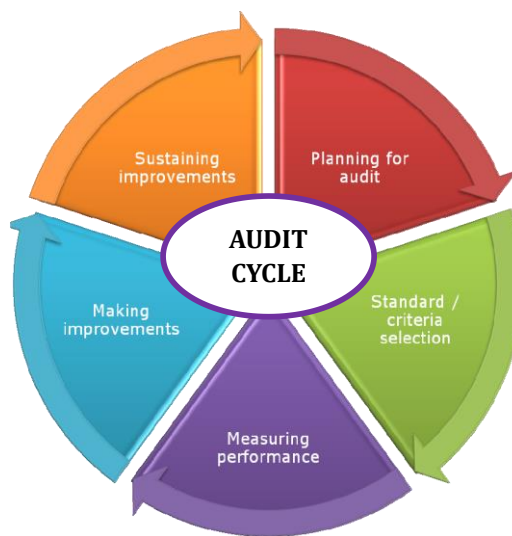 Sustaining
improvements
Planning for
audit
AUDIT
CYCLE
Making
improvements
Standard /
criteria
selection
Measuring
performance